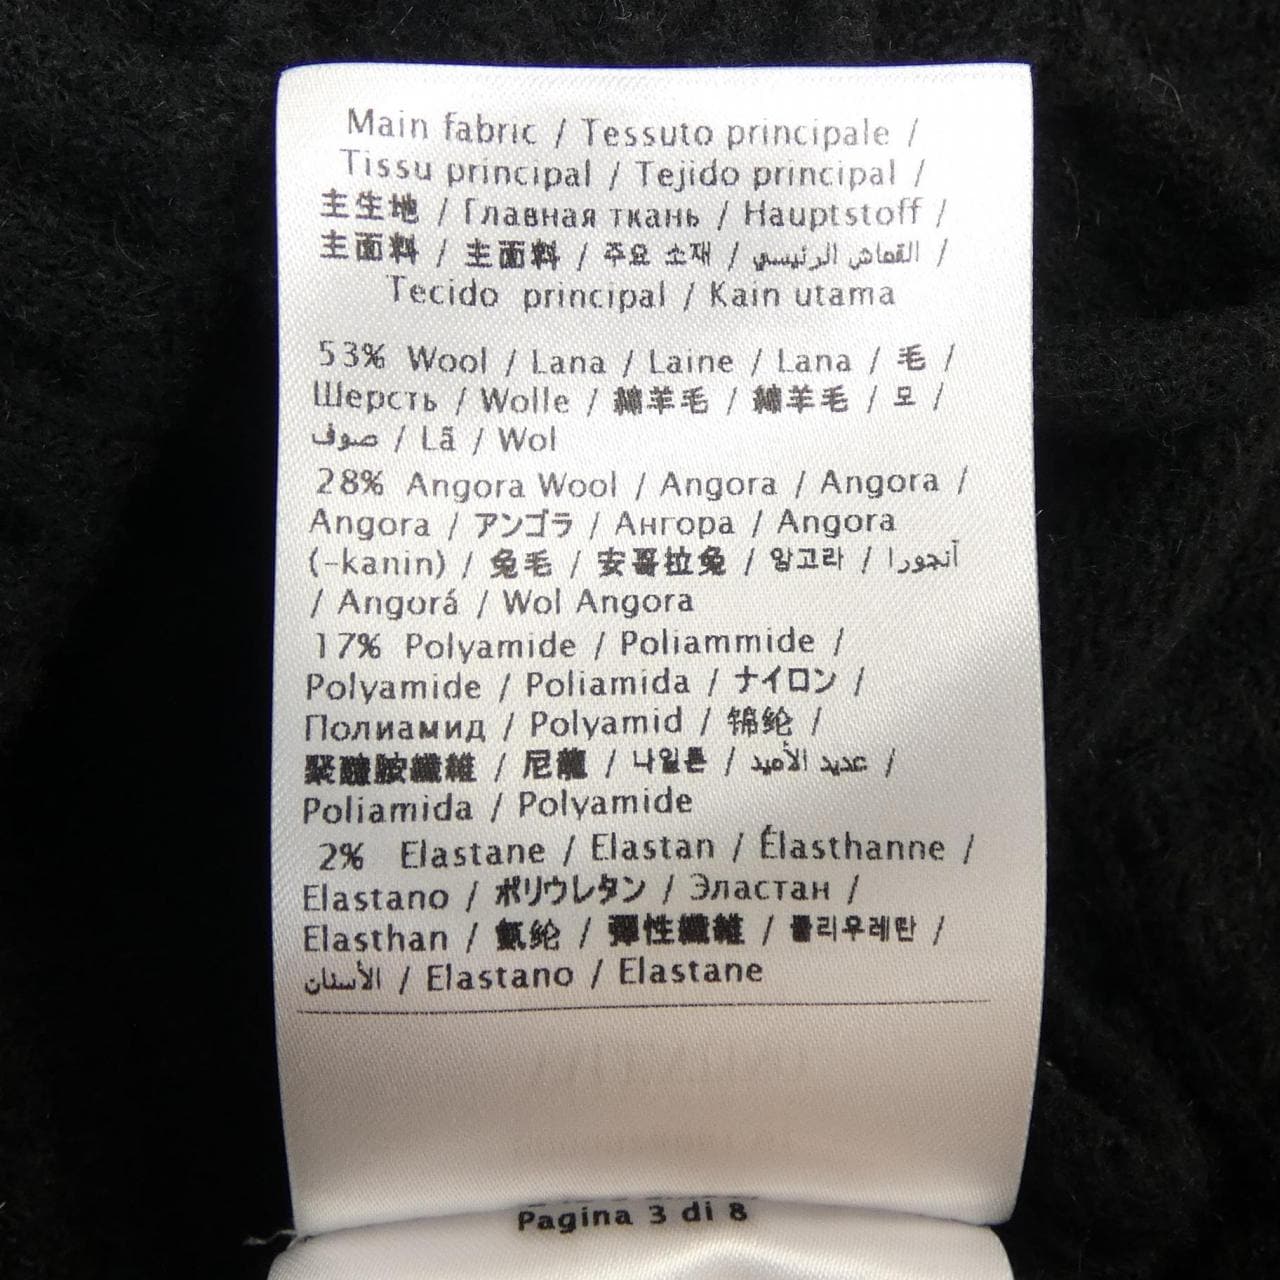 Main fabric / Tessuto principale /
Tissu principal / Tejido principal /
主生地 / Главная ткань / Hauptstoff /
主面料 / 主面料 / 주요 소재 / القماش الرئيسي /
Tecido principal / Kain utama
53% Wool / Lana / Laine / Lana / 毛 /
Шерсть / Wolle / 綿羊毛 / 綿羊毛 / 모 /
صوف / Lã / Wol
28% Angora Wool / Angora / Angora /
Angora / アンゴラ / Ангора / Angora
(-kanin) / 兔毛 / 安哥拉兔 / 앙고라 / آنجورا
/ Angorá / Wol Angora
17% Polyamide / Poliammide /
Polyamide / Poliamida / ナイロン /
Полиамид / Polyamid / 锦纶 /
聚醯胺纖維 / 尼龍 / 나일론 / عديد الأميد /
Poliamida / Polyamide
2% Elastane / Elastan / Élasthanne /
Elastano / ポリウレタン / Эластан /
Elasthan / 氨纶 / 彈性纖維 / 폴리우레탄 /
الأستان / Elastano / Elastane
Pagina 3 di 8